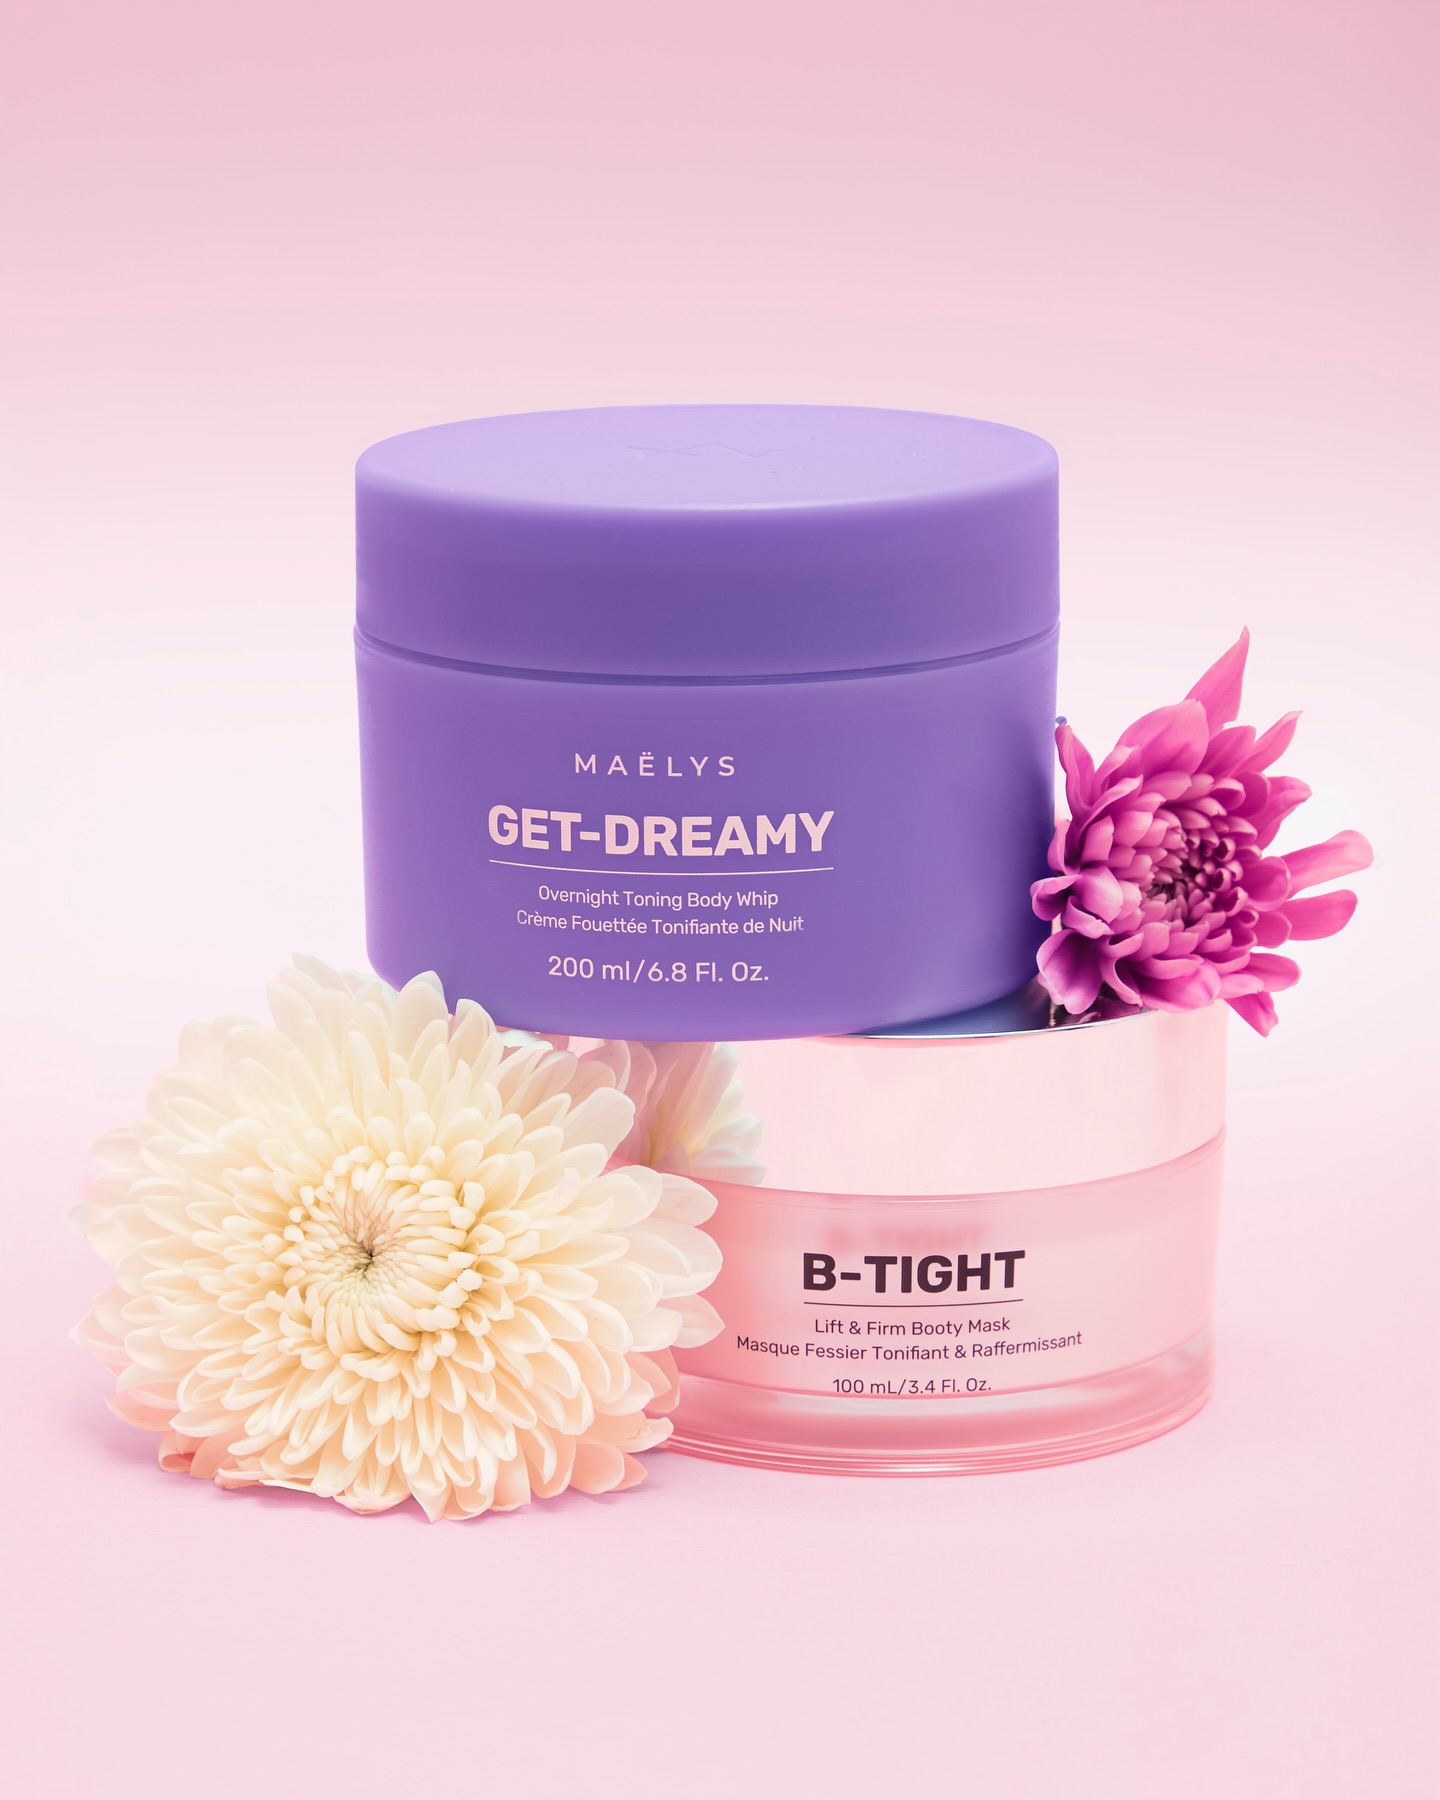 MAËLYS
GET-DREAMY
Overnight Toning Body Whip
Crème Fouettée Tonifiante de Nuit
200 ml/6.8 Fl. Oz.
B-TIGHT
Lift & Firm Booty Mask
Masque Fessier Tonifiant & Raffermissant
100 mL/3.4 Fl. Oz.